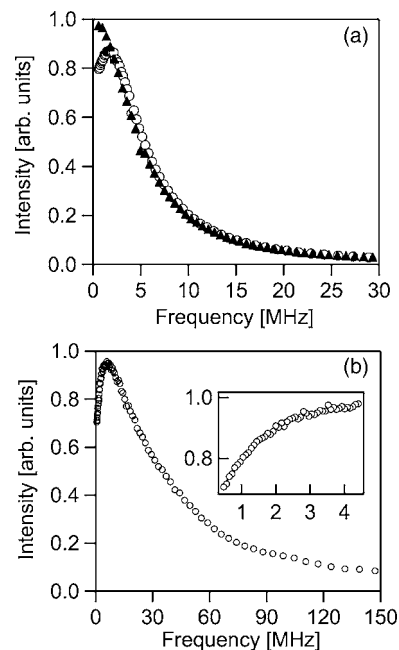 (a)
Intensity [arb. units]
1.0
0.8
0.6
0.4
0.2
0.0
0 5 10 15 20 25 30
Frequency [MHz]
(b)
Intensity [arb. units]
1.0
0.8
0.6
0.4
0.2
0.0
1.0
0.8
1 2 3 4
0 30 60 90 120 150
Frequency [MHz]